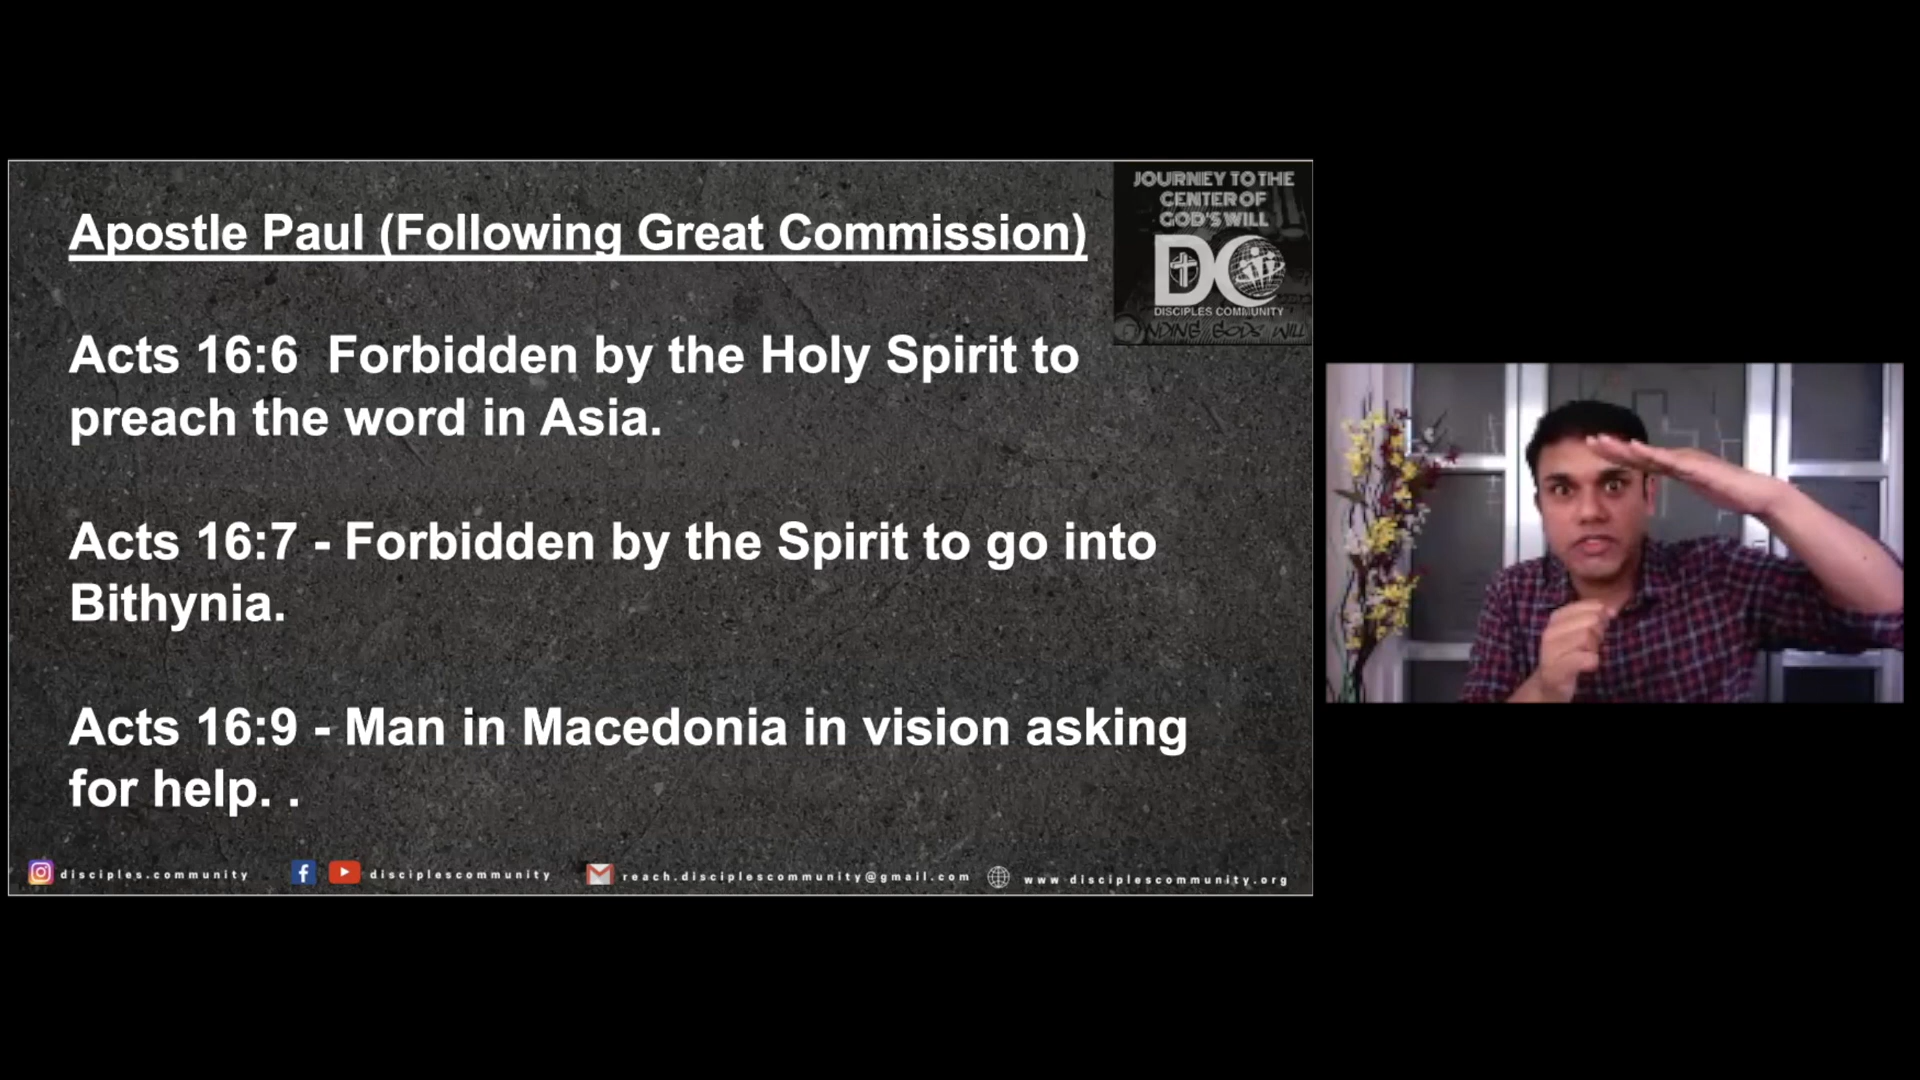 Apostle Paul (Following Great Commission)
JOURNEY TO THE
CENTER OF
GOD'S WILL
DC
DISCIPLES COMMUNITY
GODS WILL
Acts 16:6  Forbidden by the Holy Spirit to
preach the word in Asia.
Acts 16:7 - Forbidden by the Spirit to go into
Bithynia.
Acts 16:9 - Man in Macedonia in vision asking
for help. .
disciples.community
disciplescommunity
reach.disciplescommunity@gmail.com
www disciplescommunity.org